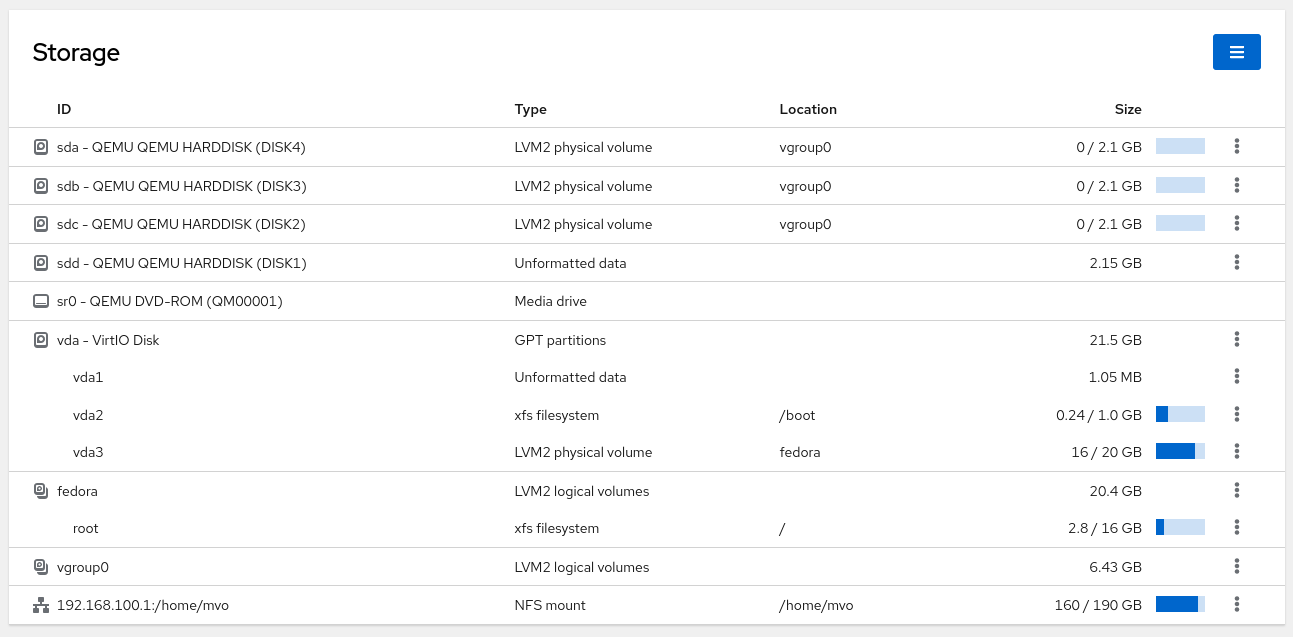 Storage
ID Type Location Size
sda - QEMU QEMU HARDDISK (DISK4) LVM2 physical volume vgroup0 0 / 2.1 GB
sdb - QEMU QEMU HARDDISK (DISK3) LVM2 physical volume vgroup0 0 / 2.1 GB
sdc - QEMU QEMU HARDDISK (DISK2) LVM2 physical volume vgroup0 0 / 2.1 GB
sdd - QEMU QEMU HARDDISK (DISK1) Unformatted data 2.15 GB
sr0 - QEMU DVD-ROM (QM00001) Media drive
vda - VirtIO Disk GPT partitions 21.5 GB
vda1 Unformatted data 1.05 MB
vda2 xfs filesystem /boot 0.24 / 1.0 GB
vda3 LVM2 physical volume fedora 16 / 20 GB
fedora LVM2 logical volumes 20.4 GB
root xfs filesystem / 2.8 / 16 GB
vgroup0 LVM2 logical volumes 6.43 GB
192.168.100.1:/home/mvo NFS mount /home/mvo 160 / 190 GB